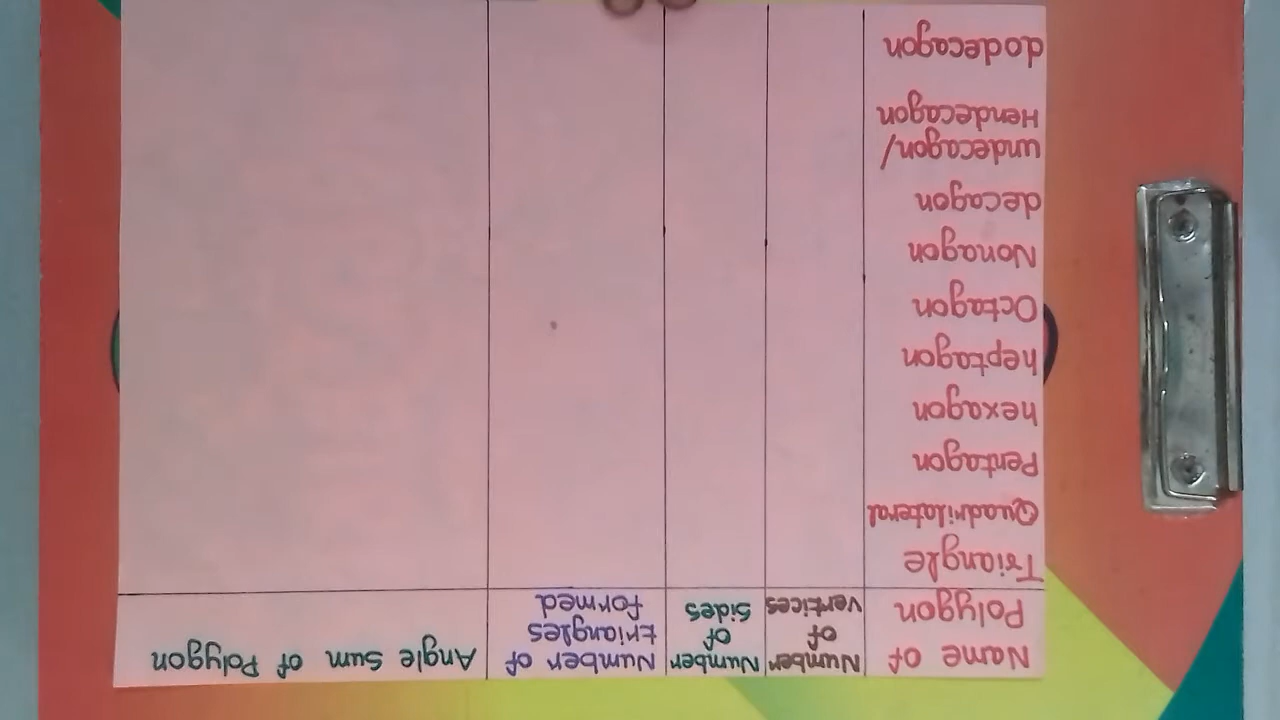 Name of Polygon
Number of vertices
Number of Sides
Number of triangles formed
Angle Sum of Polygon
Triangle
Quadrilateral
Pentagon
hexagon
heptagon
Octagon
Nonagon
decagon
undecagon/
Hendecagon
dodecagon